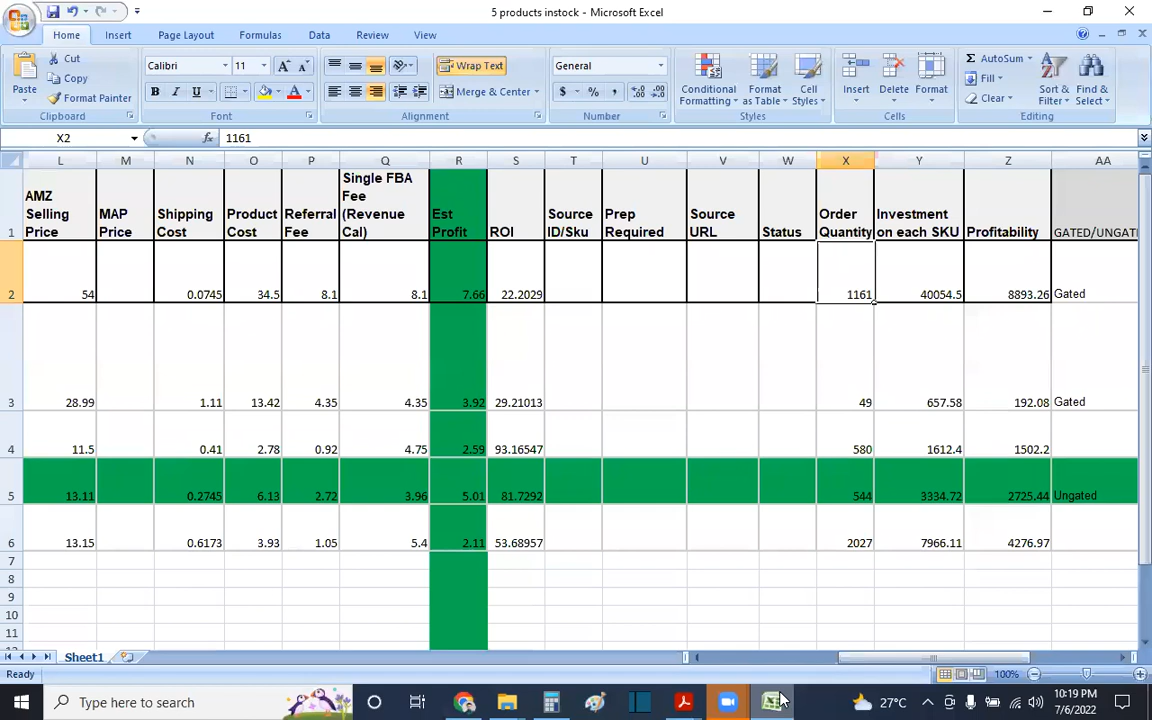 5 products instock - Microsoft Excel
Home Insert Page Layout Formulas Data Review View
Paste
Cut
Copy
Format Painter
Clipboard
Calibri 11
B I U
Font
Wrap Text
Merge & Center
Alignment
General
$ % ,
Number
Conditional Formatting
Format as Table
Cell Styles
Styles
Insert Delete Format
Cells
AutoSum
Fill
Clear
Sort & Filter
Find & Select
Editing
X2 fx 1161
L M N O P Q R S T U V W X Y Z AA
1 AMZ Selling Price MAP Price Shipping Cost Product Cost Referral Fee Single FBA Fee (Revenue Cal) Est Profit ROI Source ID/Sku Prep Required Source URL Status Order Quantity Investment on each SKU Profitability GATED/UNGATI
2 54 0.0745 34.5 8.1 8.1 7.66 22.2029 1161 40054.5 8893.26 Gated
3 28.99 1.11 13.42 4.35 4.35 3.92 29.21013 49 657.58 192.08 Gated
4 11.5 0.41 2.78 0.92 4.75 2.59 93.16547 580 1612.4 1502.2
5 13.11 0.2745 6.13 2.72 3.96 5.01 81.7292 544 3334.72 2725.44 Ungated
6 13.15 0.6173 3.93 1.05 5.4 2.11 53.68957 2027 7966.11 4276.97
7
8
9
10
11
Sheet1
Ready 100%
Type here to search 27°C 10:19 PM
7/6/2022